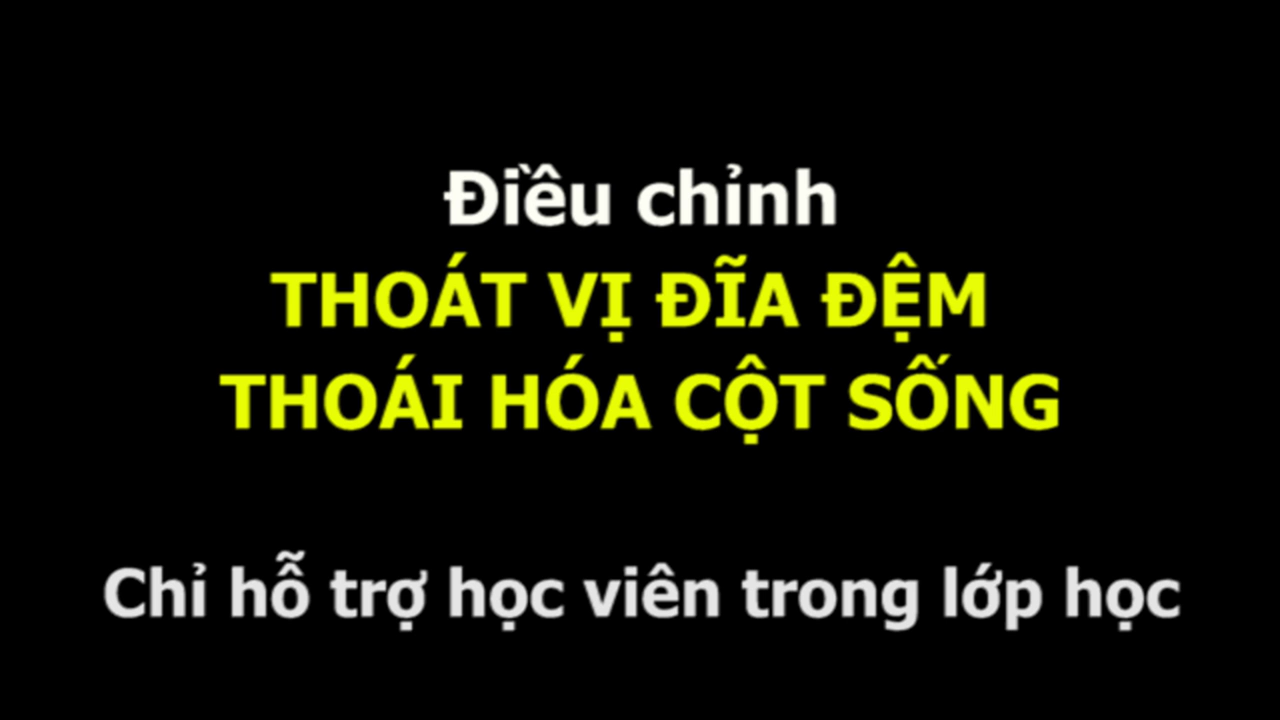 Điều chỉnh
THOÁT VỊ ĐĨA ĐỆM
THOÁI HÓA CỘT SỐNG
Chỉ hỗ trợ học viên trong lớp học